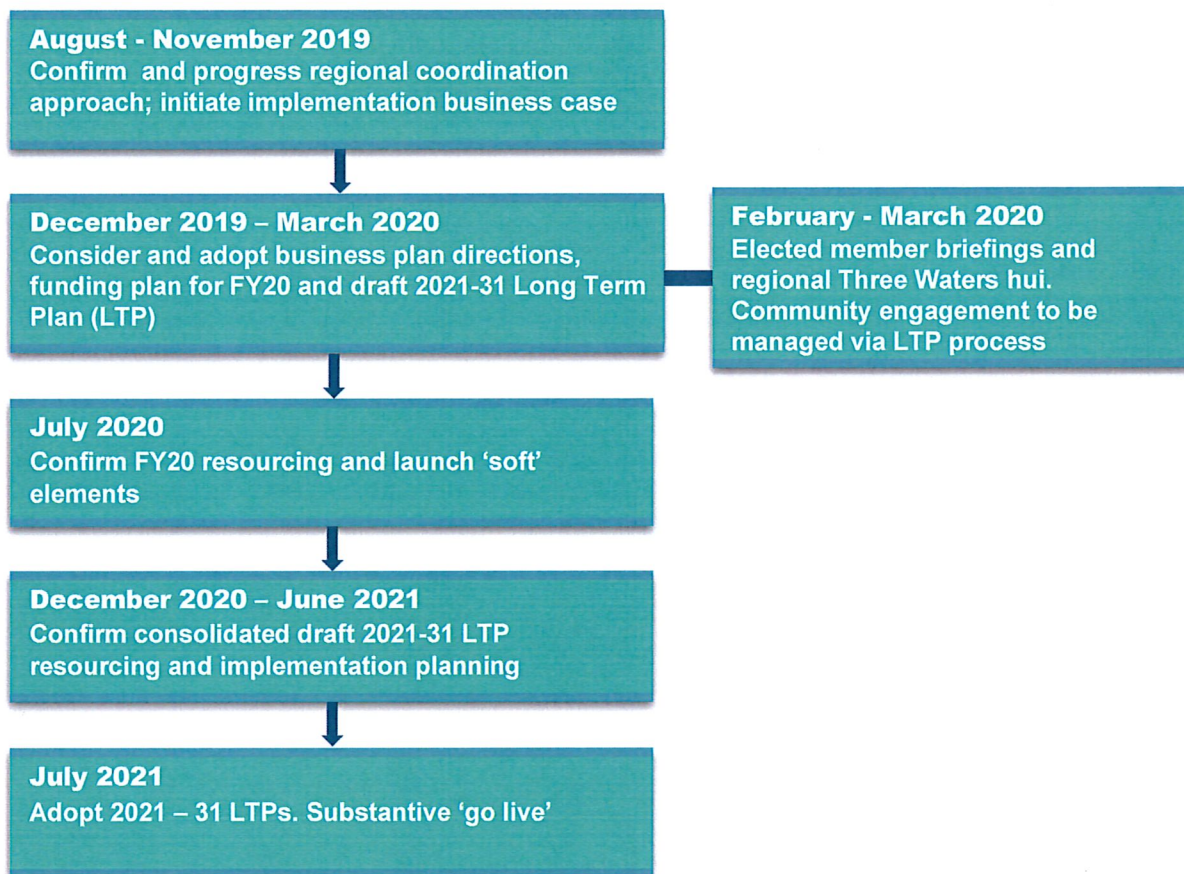 August - November 2019
Confirm and progress regional coordination
approach; initiate implementation business case
December 2019 – March 2020
Consider and adopt business plan directions,
funding plan for FY20 and draft 2021-31 Long Term
Plan (LTP)
February - March 2020
Elected member briefings and
regional Three Waters hui.
Community engagement to be
managed via LTP process
July 2020
Confirm FY20 resourcing and launch ‘soft’
elements
December 2020 – June 2021
Confirm consolidated draft 2021-31 LTP
resourcing and implementation planning
July 2021
Adopt 2021 – 31 LTPs. Substantive ‘go live’